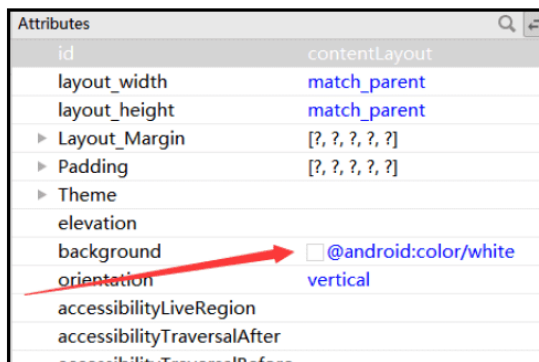 Attributes
id contentLayout
layout_width match_parent
layout_height match_parent
Layout_Margin [?, ?, ?, ?, ?]
Padding [?, ?, ?, ?, ?]
Theme
elevation
background @android:color/white
orientation vertical
accessibilityLiveRegion
accessibilityTraversalAfter
accessibilityTraversalBefore